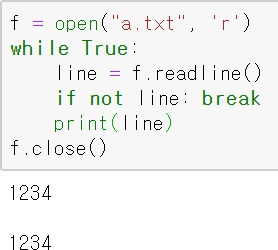 f = open("a.txt", 'r')
while True:
    line = f.readline()
    if not line: break
    print(line)
f.close()
1234
1234